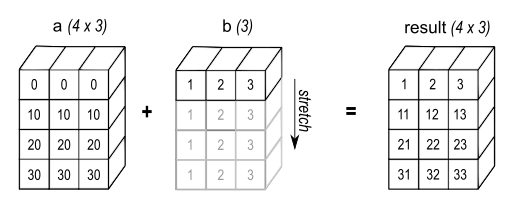 a (4 x 3) b (3) result (4 x 3)
0 0 0 1 2 3 1 2 3
10 10 10 + 1 2 3 stretch = 11 12 13
20 20 20 1 2 3 21 22 23
30 30 30 1 2 3 31 32 33